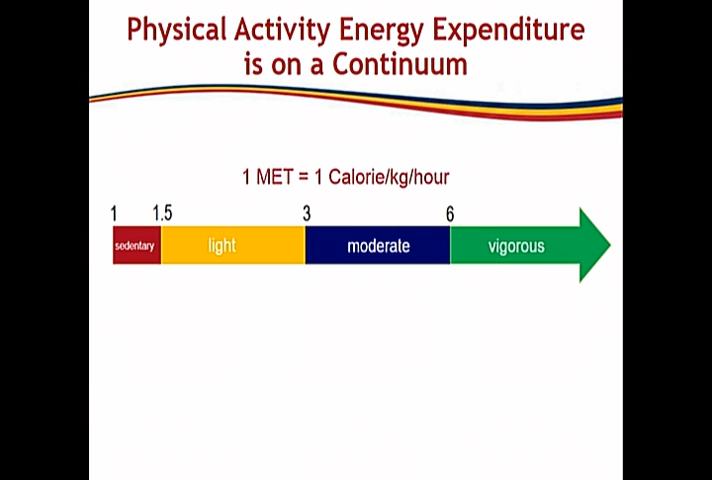 Physical Activity Energy Expenditure
is on a Continuum
1 MET = 1 Calorie/kg/hour
1 1.5 3 6
sedentary light moderate vigorous